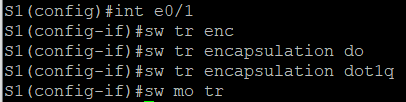 S1(config)#int e0/1
S1(config-if)#sw tr enc
S1(config-if)#sw tr encapsulation do
S1(config-if)#sw tr encapsulation dot1q
S1(config-if)#sw mo tr